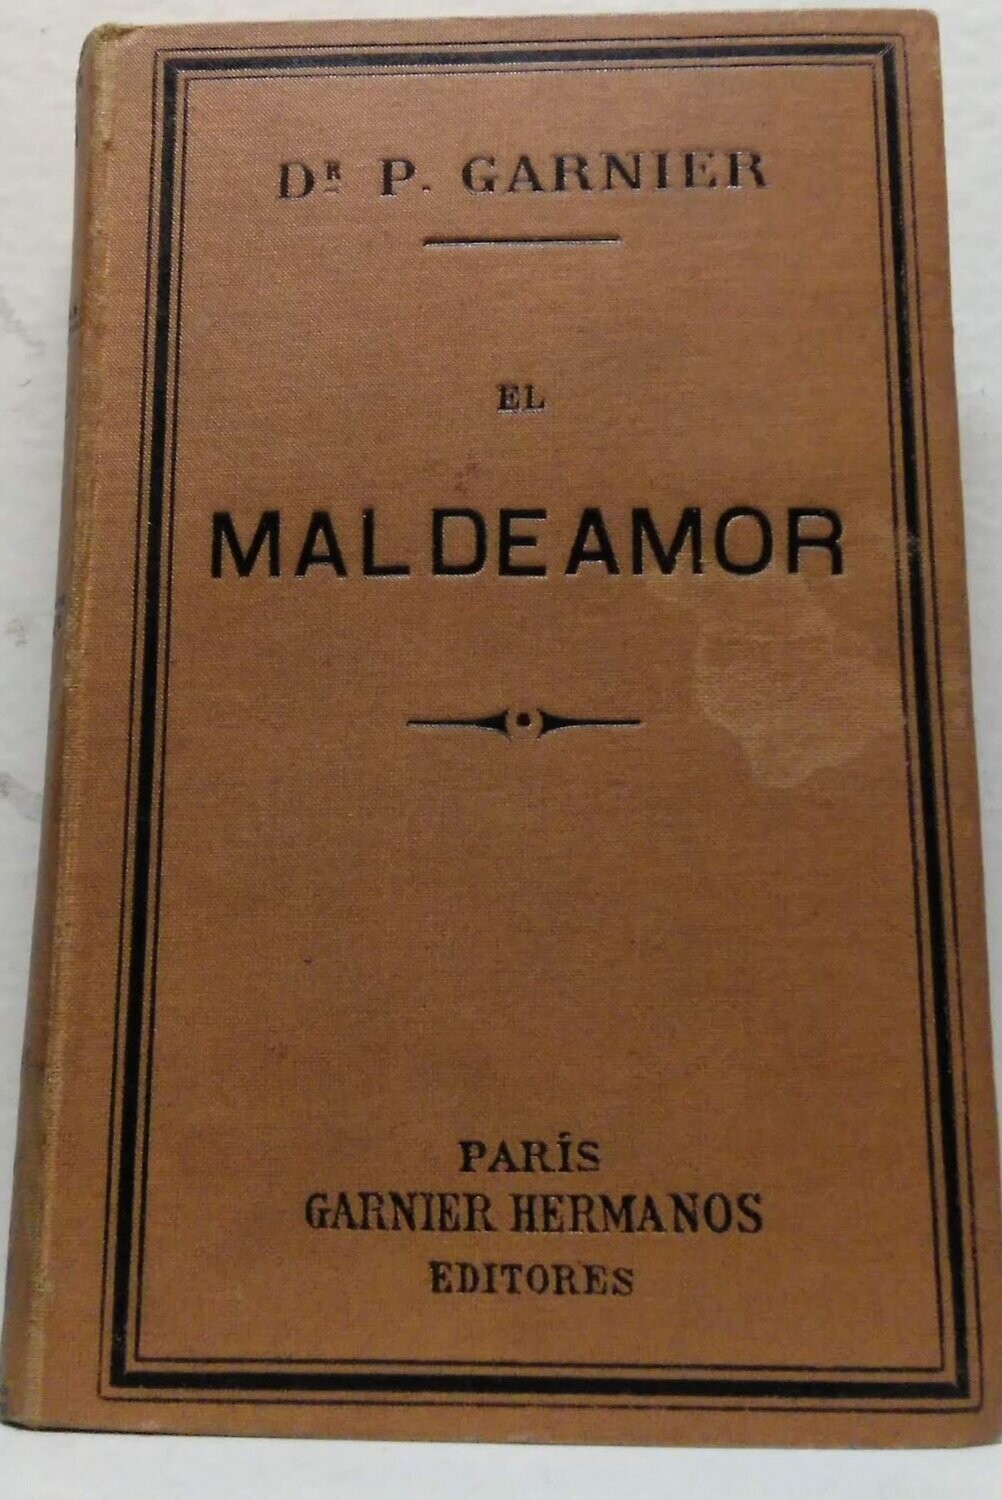 DR P. GARNIER
EL
MAL DE AMOR
PARÍS
GARNIER HERMANOS
EDITORES